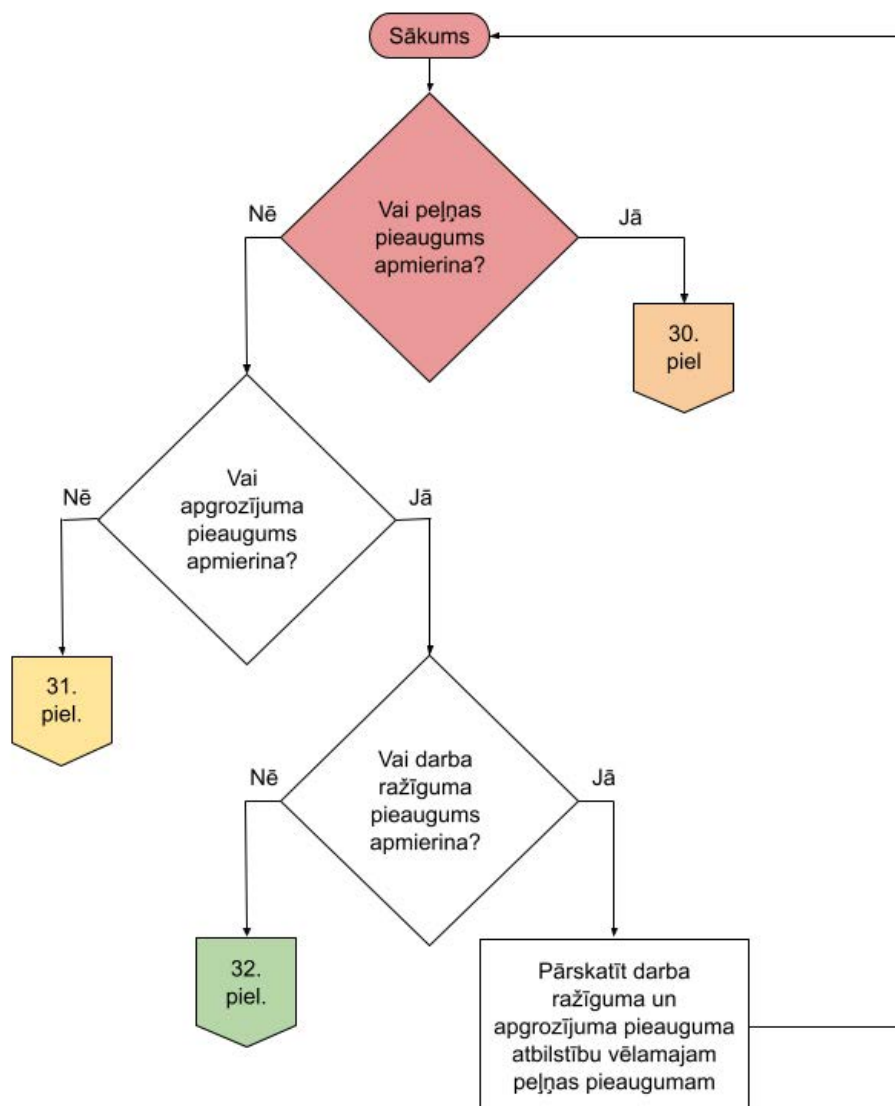 Sākums
Vai peļņas
pieaugums
apmierina?
Nē
Jā
30.
piel
Vai
apgrozījuma
pieaugums
apmierina?
Nē
Jā
31.
piel.
Vai darba
ražīguma
pieaugums
apmierina?
Nē
Jā
32.
piel.
Pārskatīt darba
ražīguma un
apgrozījuma pieauguma
atbilstību vēlamajam
peļņas pieaugumam